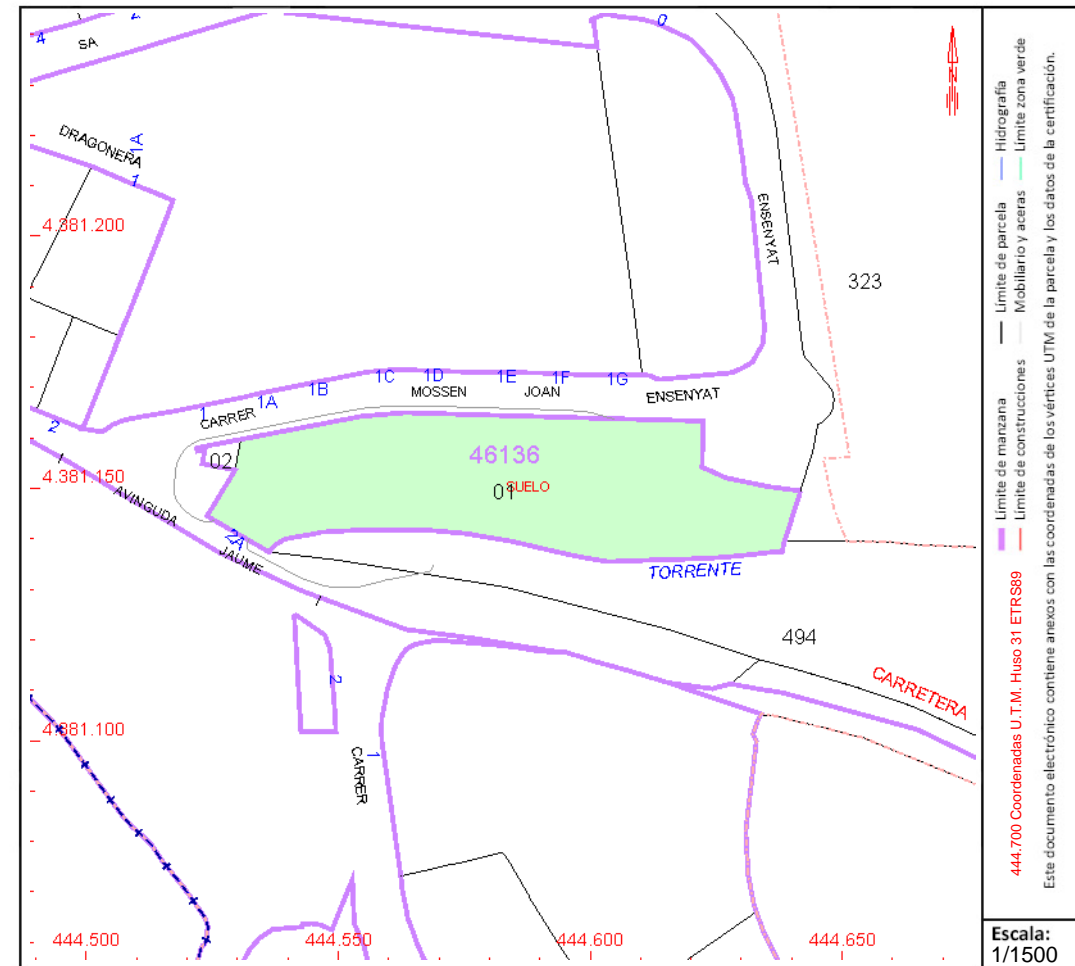 4
2
SA
0
DRAGONERA
1A
1
4.381.200
ENSENYAT
323
1
1A
1B
1C
1D
1E
1F
1G
CARRER
MOSSEN
JOAN
ENSENYAT
2
02
46136
01
SUELO
4.381.150
AVINGUDA
2A
JAUME
TORRENTE
494
CARRETERA
2
4.381.100
CARRER
1
444.500
444.550
444.600
444.650
N
Límite de manzana
Límite de parcela
Hidrografía
Límite de construcciones
Mobiliario y aceras
Límite zona verde
444.700 Coordenadas U.T.M. Huso 31 ETRS89
Este documento electrónico contiene anexos con las coordenadas de los vértices UTM de la parcela y los datos de la certificación.
Escala:
1/1500